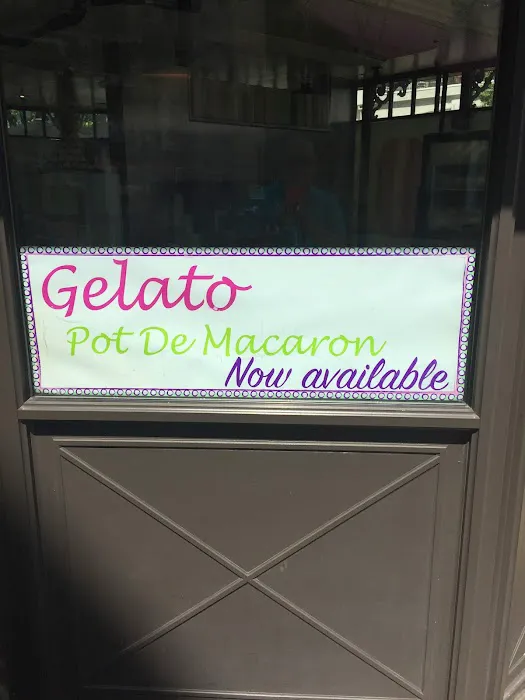 Gelato
Pot De Macaron
Now available